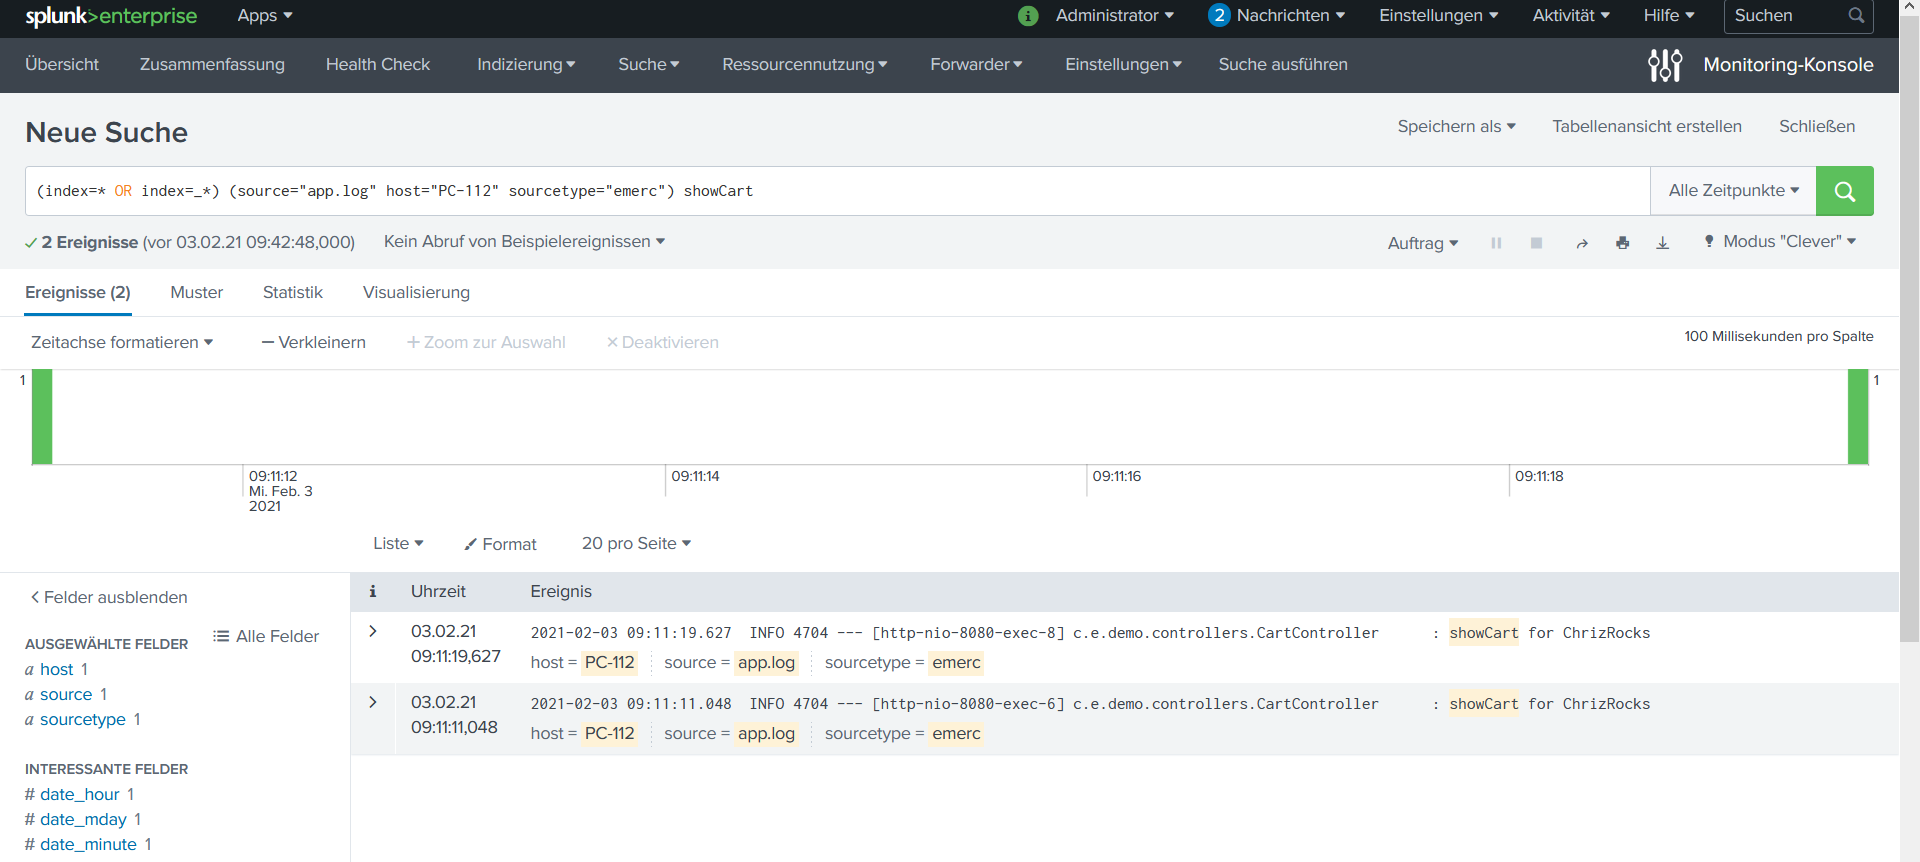 splunk>enterprise Apps i Administrator 2 Nachrichten Einstellungen Aktivität Hilfe Suchen
Übersicht Zusammenfassung Health Check Indizierung Suche Ressourcennutzung Forwarder Einstellungen Suche ausführen Monitoring-Konsole
Neue Suche Speichern als Tabellenansicht erstellen Schließen
(index=* OR index=_*) (source="app.log" host="PC-112" sourcetype="emerc") showCart Alle Zeitpunkte
2 Ereignisse (vor 03.02.21 09:42:48,000) Kein Abruf von Beispielereignissen Auftrag Modus "Clever"
Ereignisse (2) Muster Statistik Visualisierung
Zeitachse formatieren — Verkleinern + Zoom zur Auswahl × Deaktivieren 100 Millisekunden pro Spalte
1 1
09:11:12 09:11:14 09:11:16 09:11:18
Mi. Feb. 3
2021
Liste Format 20 pro Seite
< Felder ausblenden
Alle Felder
AUSGEWÄHLTE FELDER
a host 1
a source 1
a sourcetype 1
INTERESSANTE FELDER
# date_hour 1
# date_mday 1
# date_minute 1
i Uhrzeit Ereignis
> 03.02.21 2021-02-03 09:11:19.627 INFO 4704 --- [http-nio-8080-exec-8] c.e.demo.controllers.CartController : showCart for ChrizRocks
09:11:19,627 host = PC-112 source = app.log sourcetype = emerc
> 03.02.21 2021-02-03 09:11:11.048 INFO 4704 --- [http-nio-8080-exec-6] c.e.demo.controllers.CartController : showCart for ChrizRocks
09:11:11,048 host = PC-112 source = app.log sourcetype = emerc